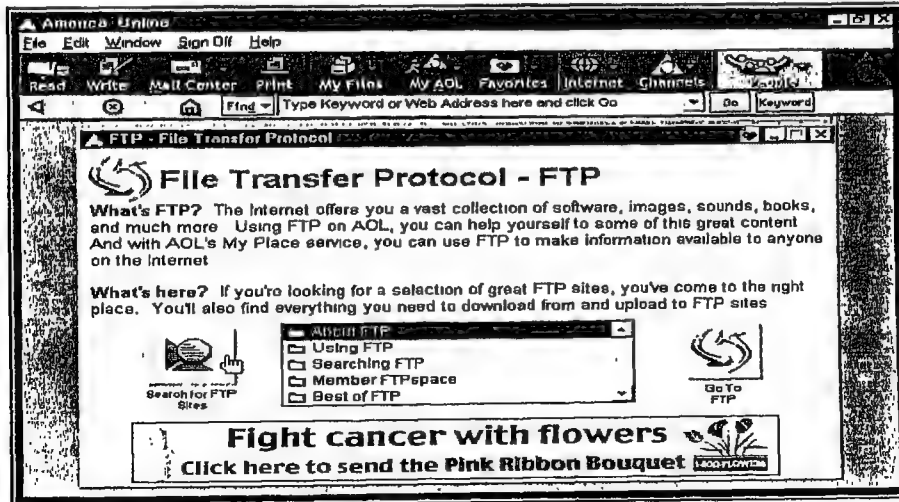 America Online
File Edit Window Sign Off Help
Read Write Mail Center Print My Files My AOL Favorites Internet Channels People
Find Type Keyword or Web Address here and click Go Go Keyword
FTP - File Transfer Protocol
File Transfer Protocol - FTP
What's FTP? The Internet offers you a vast collection of software, images, sounds, books,
and much more Using FTP on AOL, you can help yourself to some of this great content
And with AOL's My Place service, you can use FTP to make information available to anyone
on the Internet
What's here? If you're looking for a selection of great FTP sites, you've come to the right
place. You'll also find everything you need to download from and upload to FTP sites
About FTP
Using FTP
Searching FTP
Member FTPspace
Best of FTP
Search for FTP
Sites
Go To
FTP
Fight cancer with flowers
Click here to send the Pink Ribbon Bouquet
1-800-FLOWERS